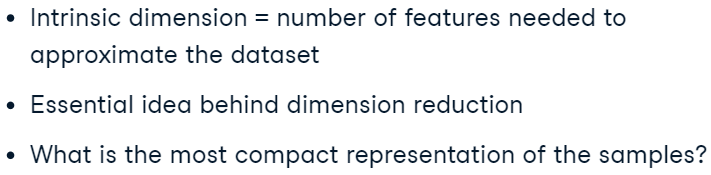 • Intrinsic dimension = number of features needed to
approximate the dataset
• Essential idea behind dimension reduction
• What is the most compact representation of the samples?